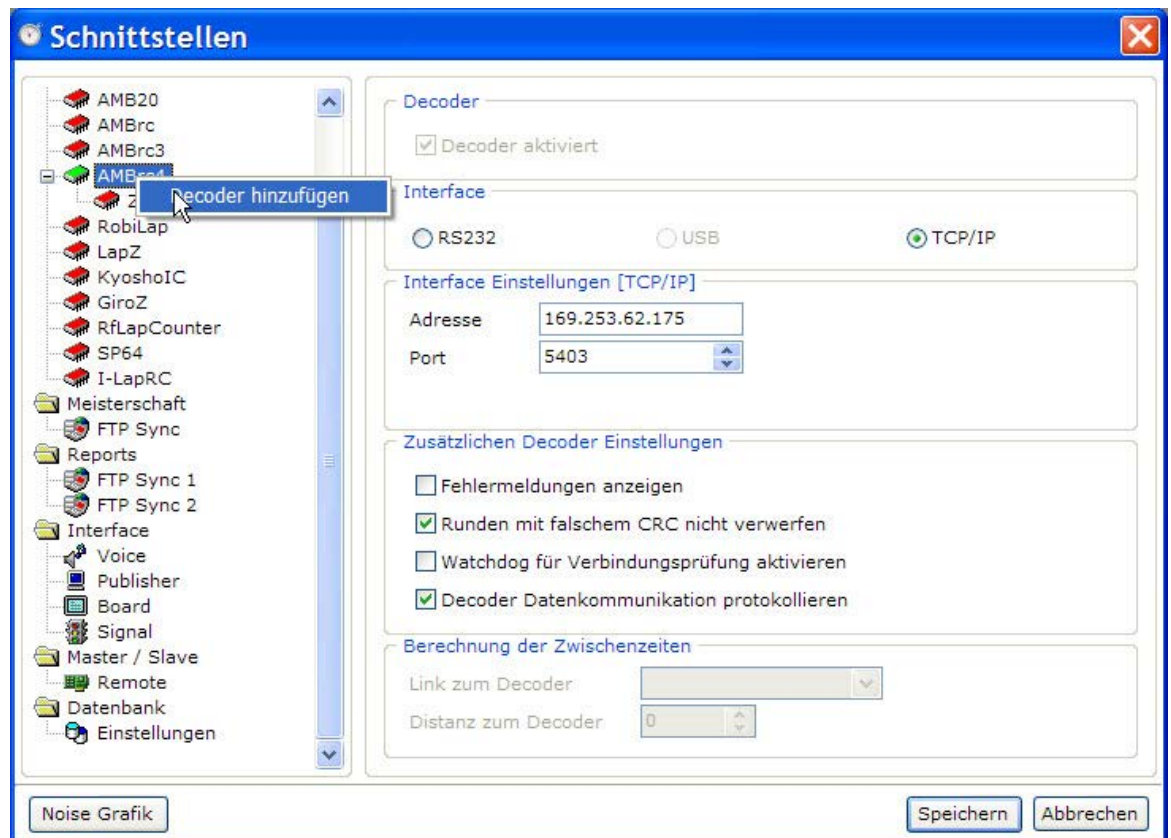 Schnittstellen
AMB20
AMBrc
AMBrc3
AMBrc4
Decoder hinzufügen
RobiLap
LapZ
KyoshoIC
GiroZ
RfLapCounter
SP64
I-LapRC
Meisterschaft
FTP Sync
Reports
FTP Sync 1
FTP Sync 2
Interface
Voice
Publisher
Board
Signal
Master / Slave
Remote
Datenbank
Einstellungen
Decoder
Decoder aktiviert
Interface
RS232 USB TCP/IP
Interface Einstellungen [TCP/IP]
Adresse 169.253.62.175
Port 5403
Zusätzlichen Decoder Einstellungen
Fehlermeldungen anzeigen
Runden mit falschem CRC nicht verwerfen
Watchdog für Verbindungsprüfung aktivieren
Decoder Datenkommunikation protokollieren
Berechnung der Zwischenzeiten
Link zum Decoder
Distanz zum Decoder 0
Noise Grafik Speichern Abbrechen